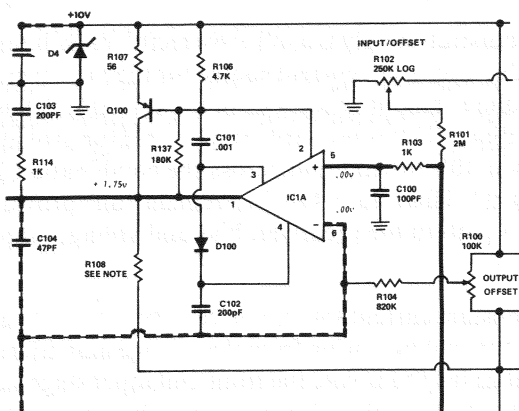 +10V
D4
R107
56
R106
4.7K
INPUT/OFFSET
R102
250K LOG
C103
200PF
Q100
C101
.001
2
R137
180K
R103
1K
R101
2M
R114
1K
+ 1.75v
3
+
5
.00v
1
IC1A
C100
100PF
4
.00v
−
6
D100
C104
47PF
R108
SEE NOTE
R100
100K
OUTPUT
OFFSET
C102
200pF
R104
820K